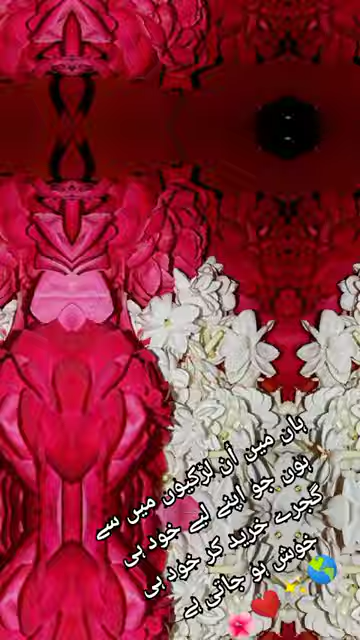 ہاں میں اُن لڑکیوں میں سے
ہوں جو اپنے لیے خود ہی
گجرے خرید کر خود ہی
خوش ہو جاتی ہے